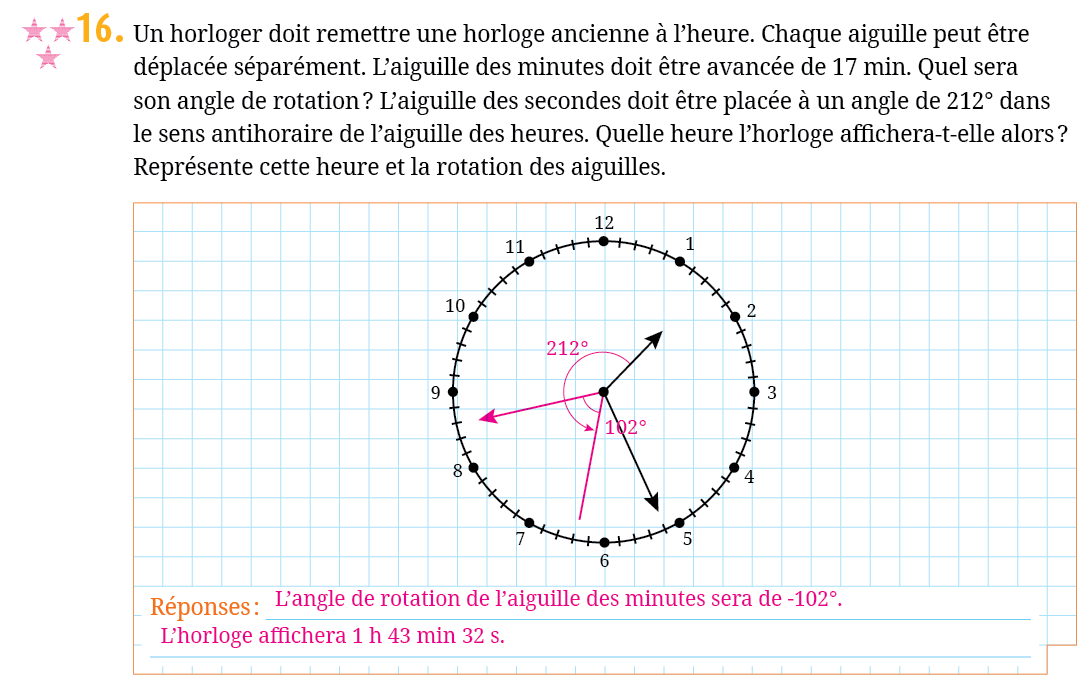 16. Un horloger doit remettre une horloge ancienne à l’heure. Chaque aiguille peut être
déplacée séparément. L’aiguille des minutes doit être avancée de 17 min. Quel sera
son angle de rotation ? L’aiguille des secondes doit être placée à un angle de 212° dans
le sens antihoraire de l’aiguille des heures. Quelle heure l’horloge affichera-t-elle alors ?
Représente cette heure et la rotation des aiguilles.
12
11
1
10
2
212°
9
3
102°
8
4
7
5
6
Réponses : L’angle de rotation de l’aiguille des minutes sera de -102°.
L’horloge affichera 1 h 43 min 32 s.